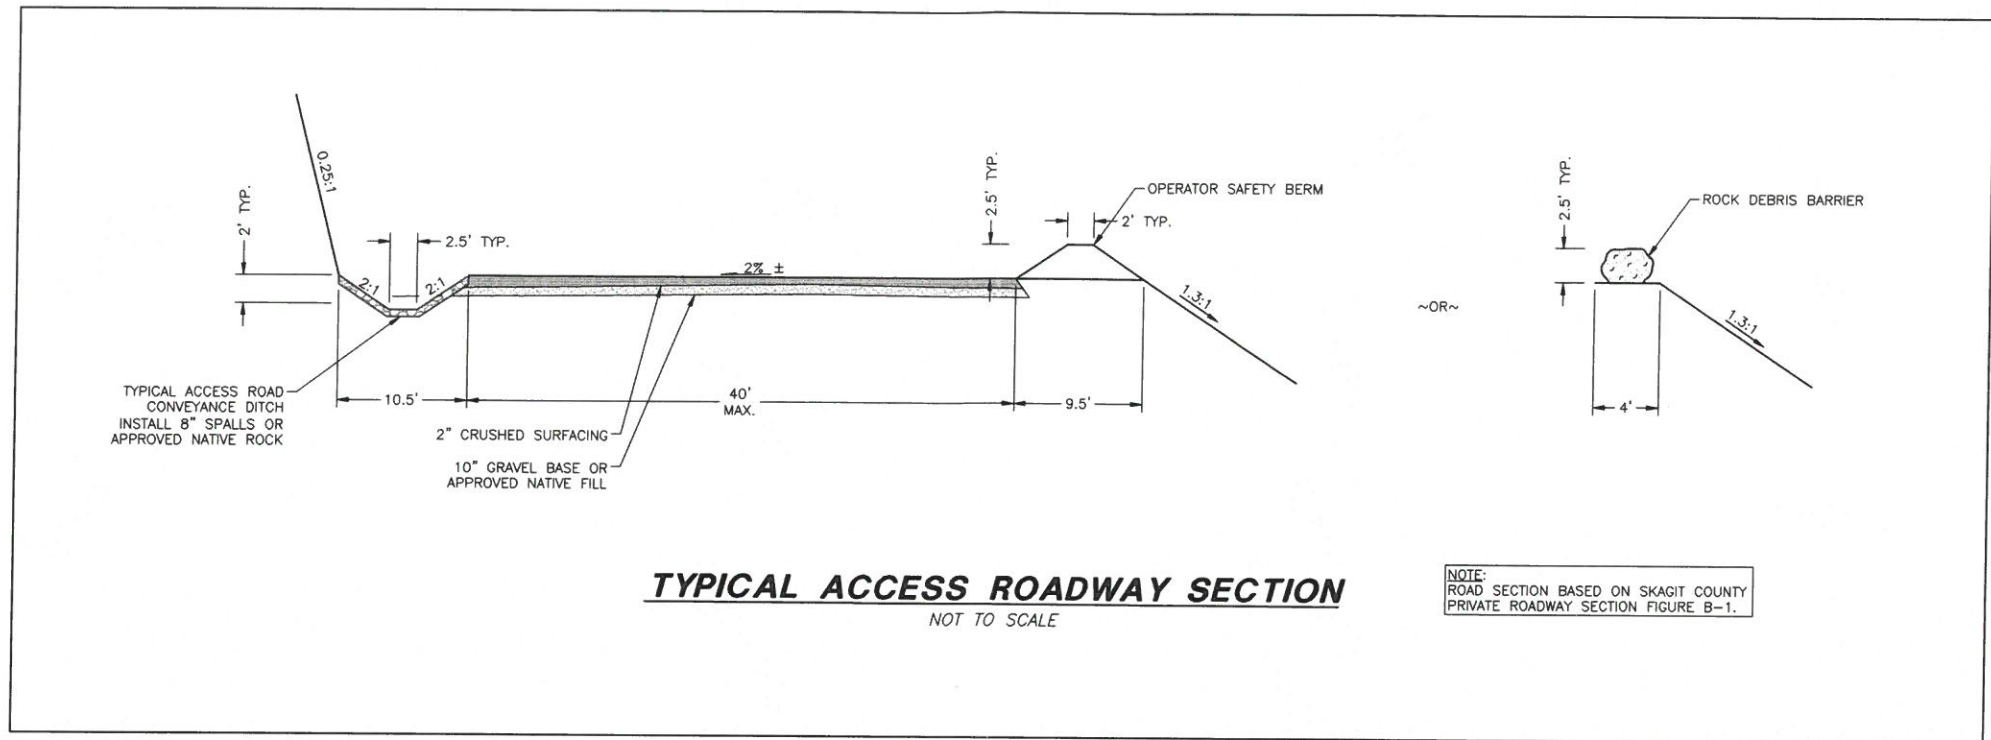 0.25:1
2' TYP.
2.5' TYP.
2:1
2:1
2% ±
2.5' TYP.
OPERATOR SAFETY BERM
2' TYP.
1.3:1
~OR~
2.5' TYP.
ROCK DEBRIS BARRIER
1.3:1
4'
TYPICAL ACCESS ROAD
CONVEYANCE DITCH
INSTALL 8" SPALLS OR
APPROVED NATIVE ROCK
10.5'
40'
MAX.
9.5'
2" CRUSHED SURFACING
10" GRAVEL BASE OR
APPROVED NATIVE FILL
TYPICAL ACCESS ROADWAY SECTION
NOT TO SCALE
NOTE:
ROAD SECTION BASED ON SKAGIT COUNTY
PRIVATE ROADWAY SECTION FIGURE B-1.